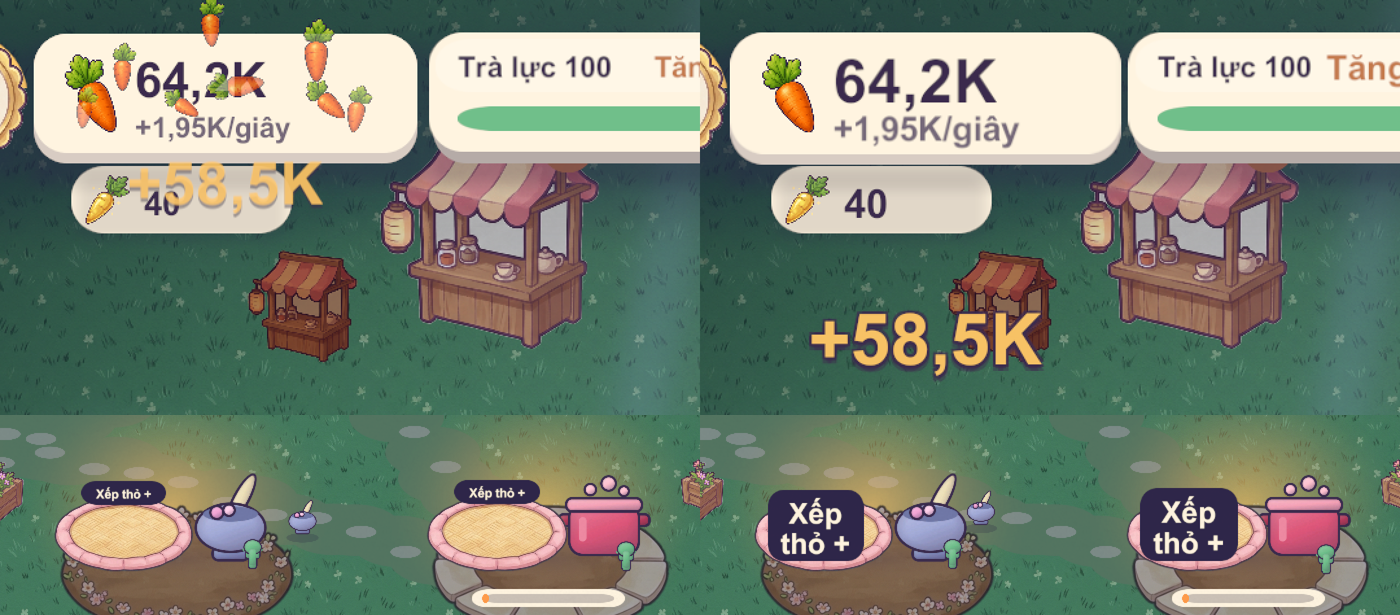 64,2K
+1,95K/giây
Trà lực 100 Tăn
+58,5K
40
64,2K
+1,95K/giây
Trà lực 100 Tăng
40
+58,5K
Xếp thỏ +
Xếp thỏ +
Xếp
thỏ +
Xếp
thỏ +